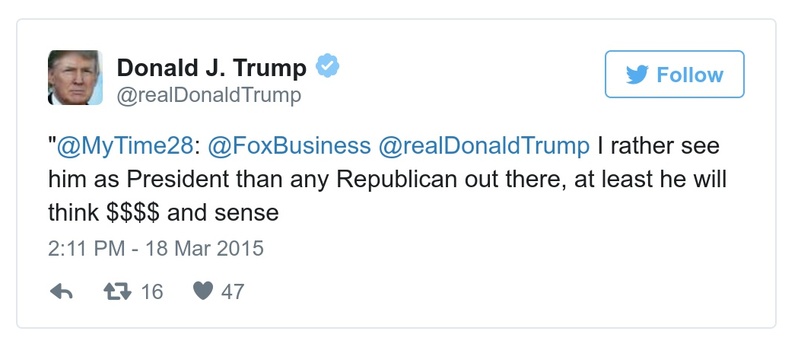 Donald J. Trump
@realDonaldTrump
Follow
"@MyTime28: @FoxBusiness @realDonaldTrump I rather see
him as President than any Republican out there, at least he will
think $$$$ and sense
2:11 PM - 18 Mar 2015
16 47